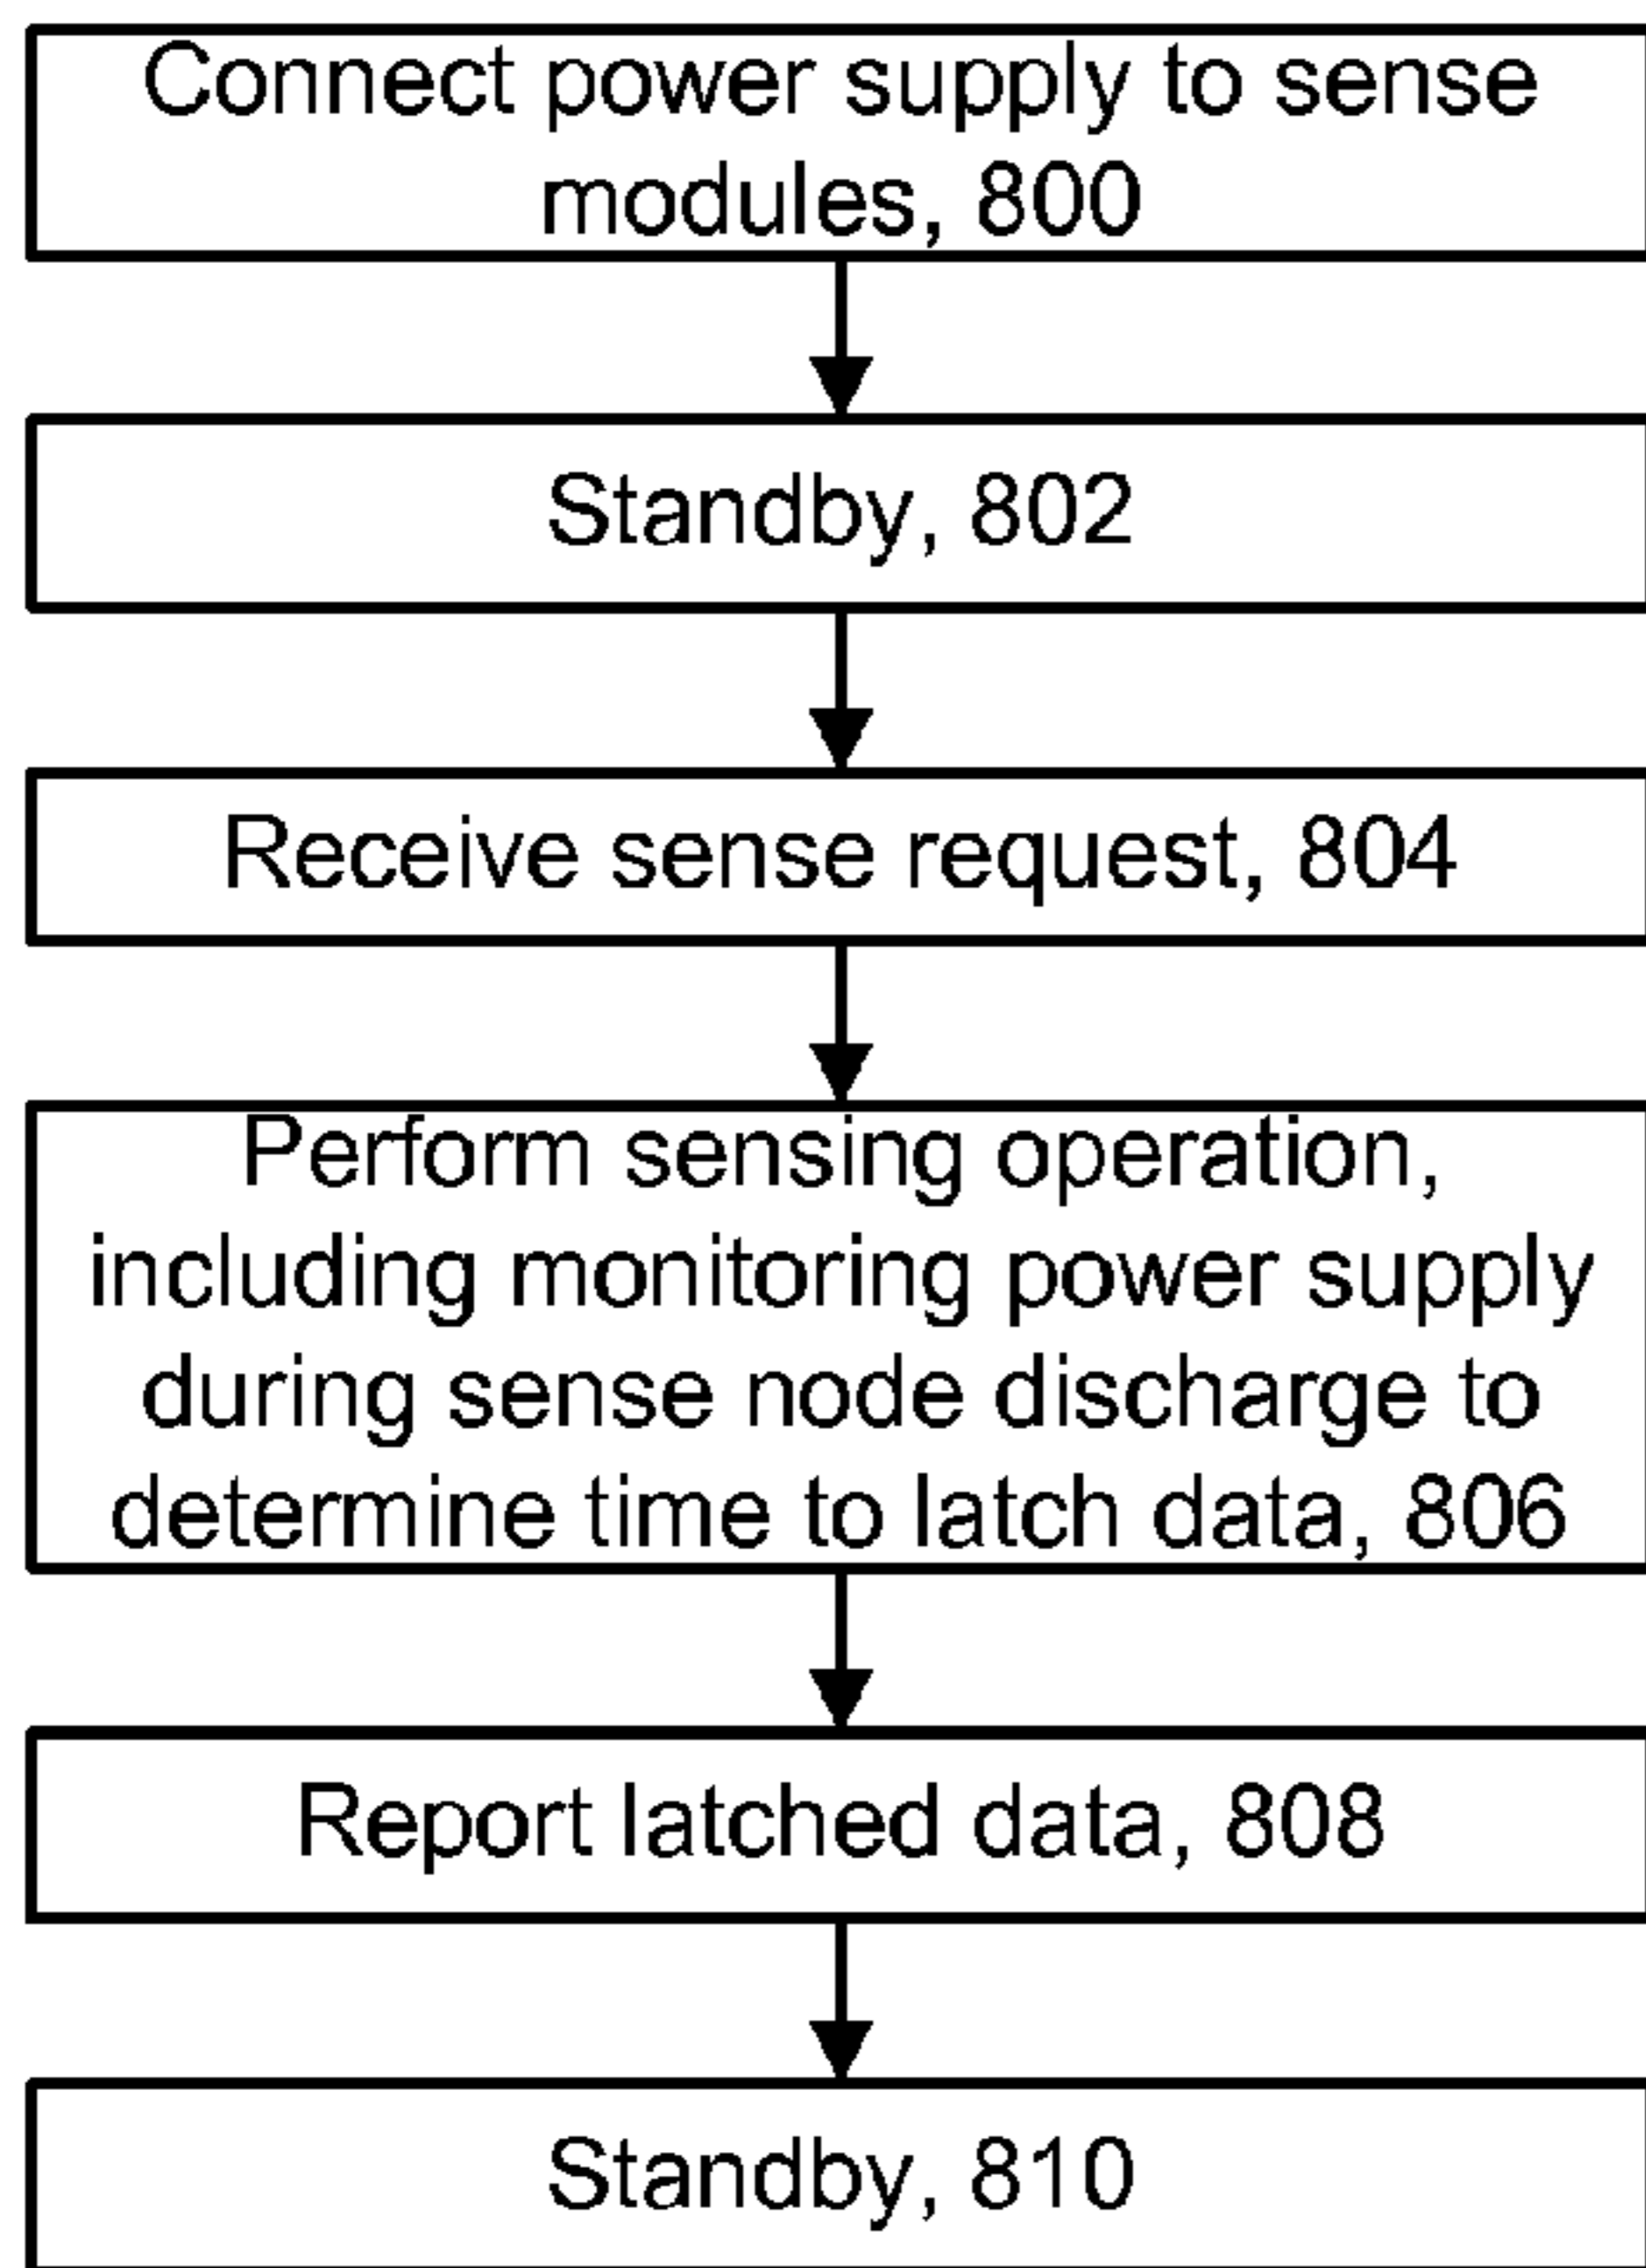 Connect power supply to sense
modules, 800
Standby, 802
Receive sense request, 804
Perform sensing operation,
including monitoring power supply
during sense node discharge to
determine time to latch data, 806
Report latched data, 808
Standby, 810